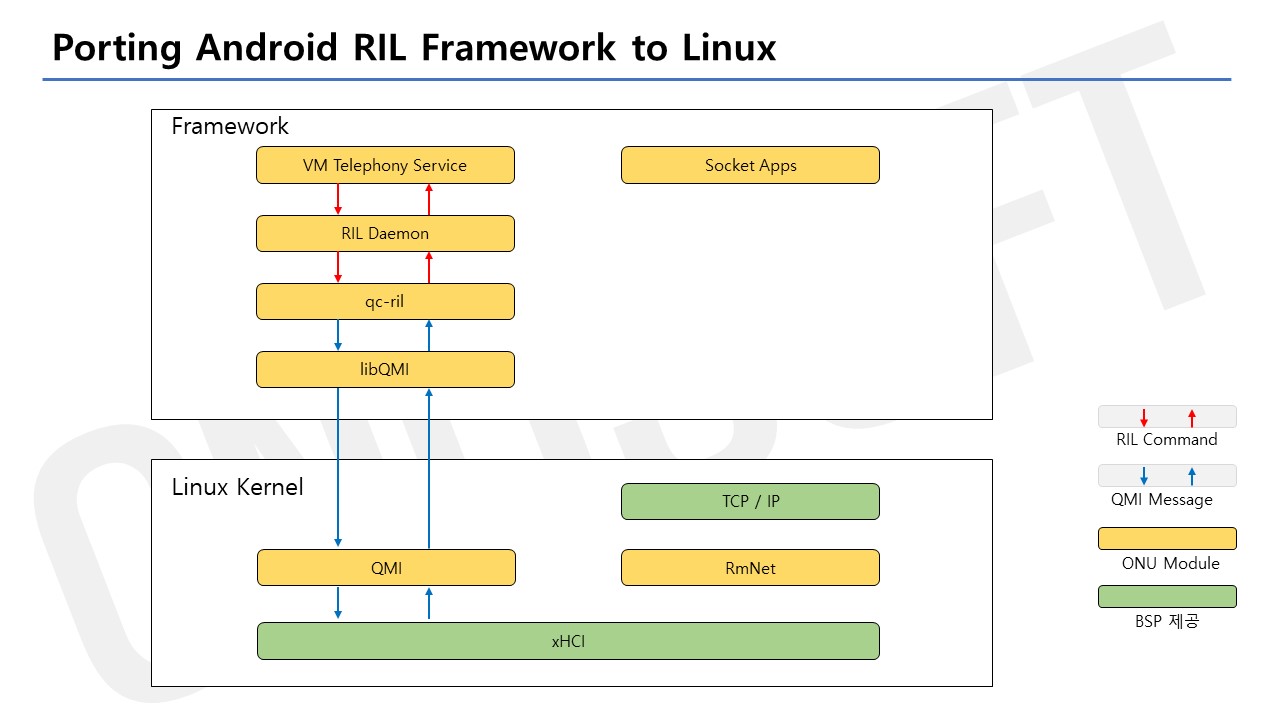 Porting Android RIL Framework to Linux
Framework
VM Telephony Service
Socket Apps
RIL Daemon
qc-ril
libQMI
Linux Kernel
TCP / IP
QMI
RmNet
xHCI
RIL Command
QMI Message
ONU Module
BSP 제공